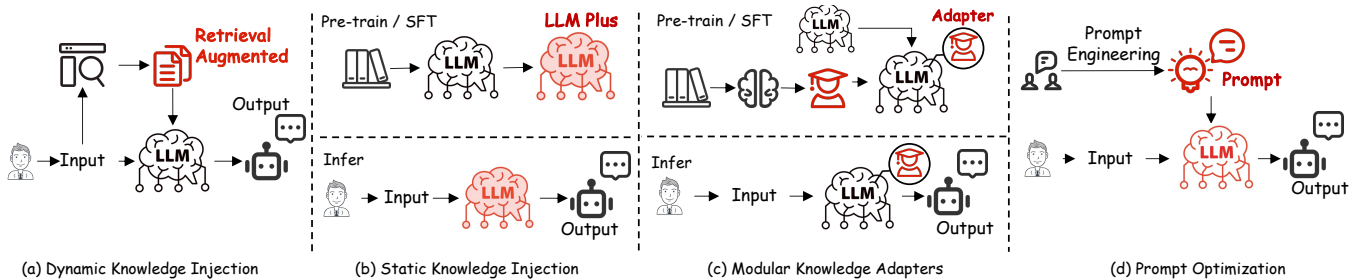 Retrieval
Augmented
Output
Input
LLM
(a) Dynamic Knowledge Injection
Pre-train / SFT
LLM Plus
LLM
LLM
Infer
Input
LLM
Output
(b) Static Knowledge Injection
Pre-train / SFT
LLM
Adapter
LLM
Infer
Input
LLM
Output
(c) Modular Knowledge Adapters
Prompt
Engineering
Prompt
Input
LLM
Output
(d) Prompt Optimization